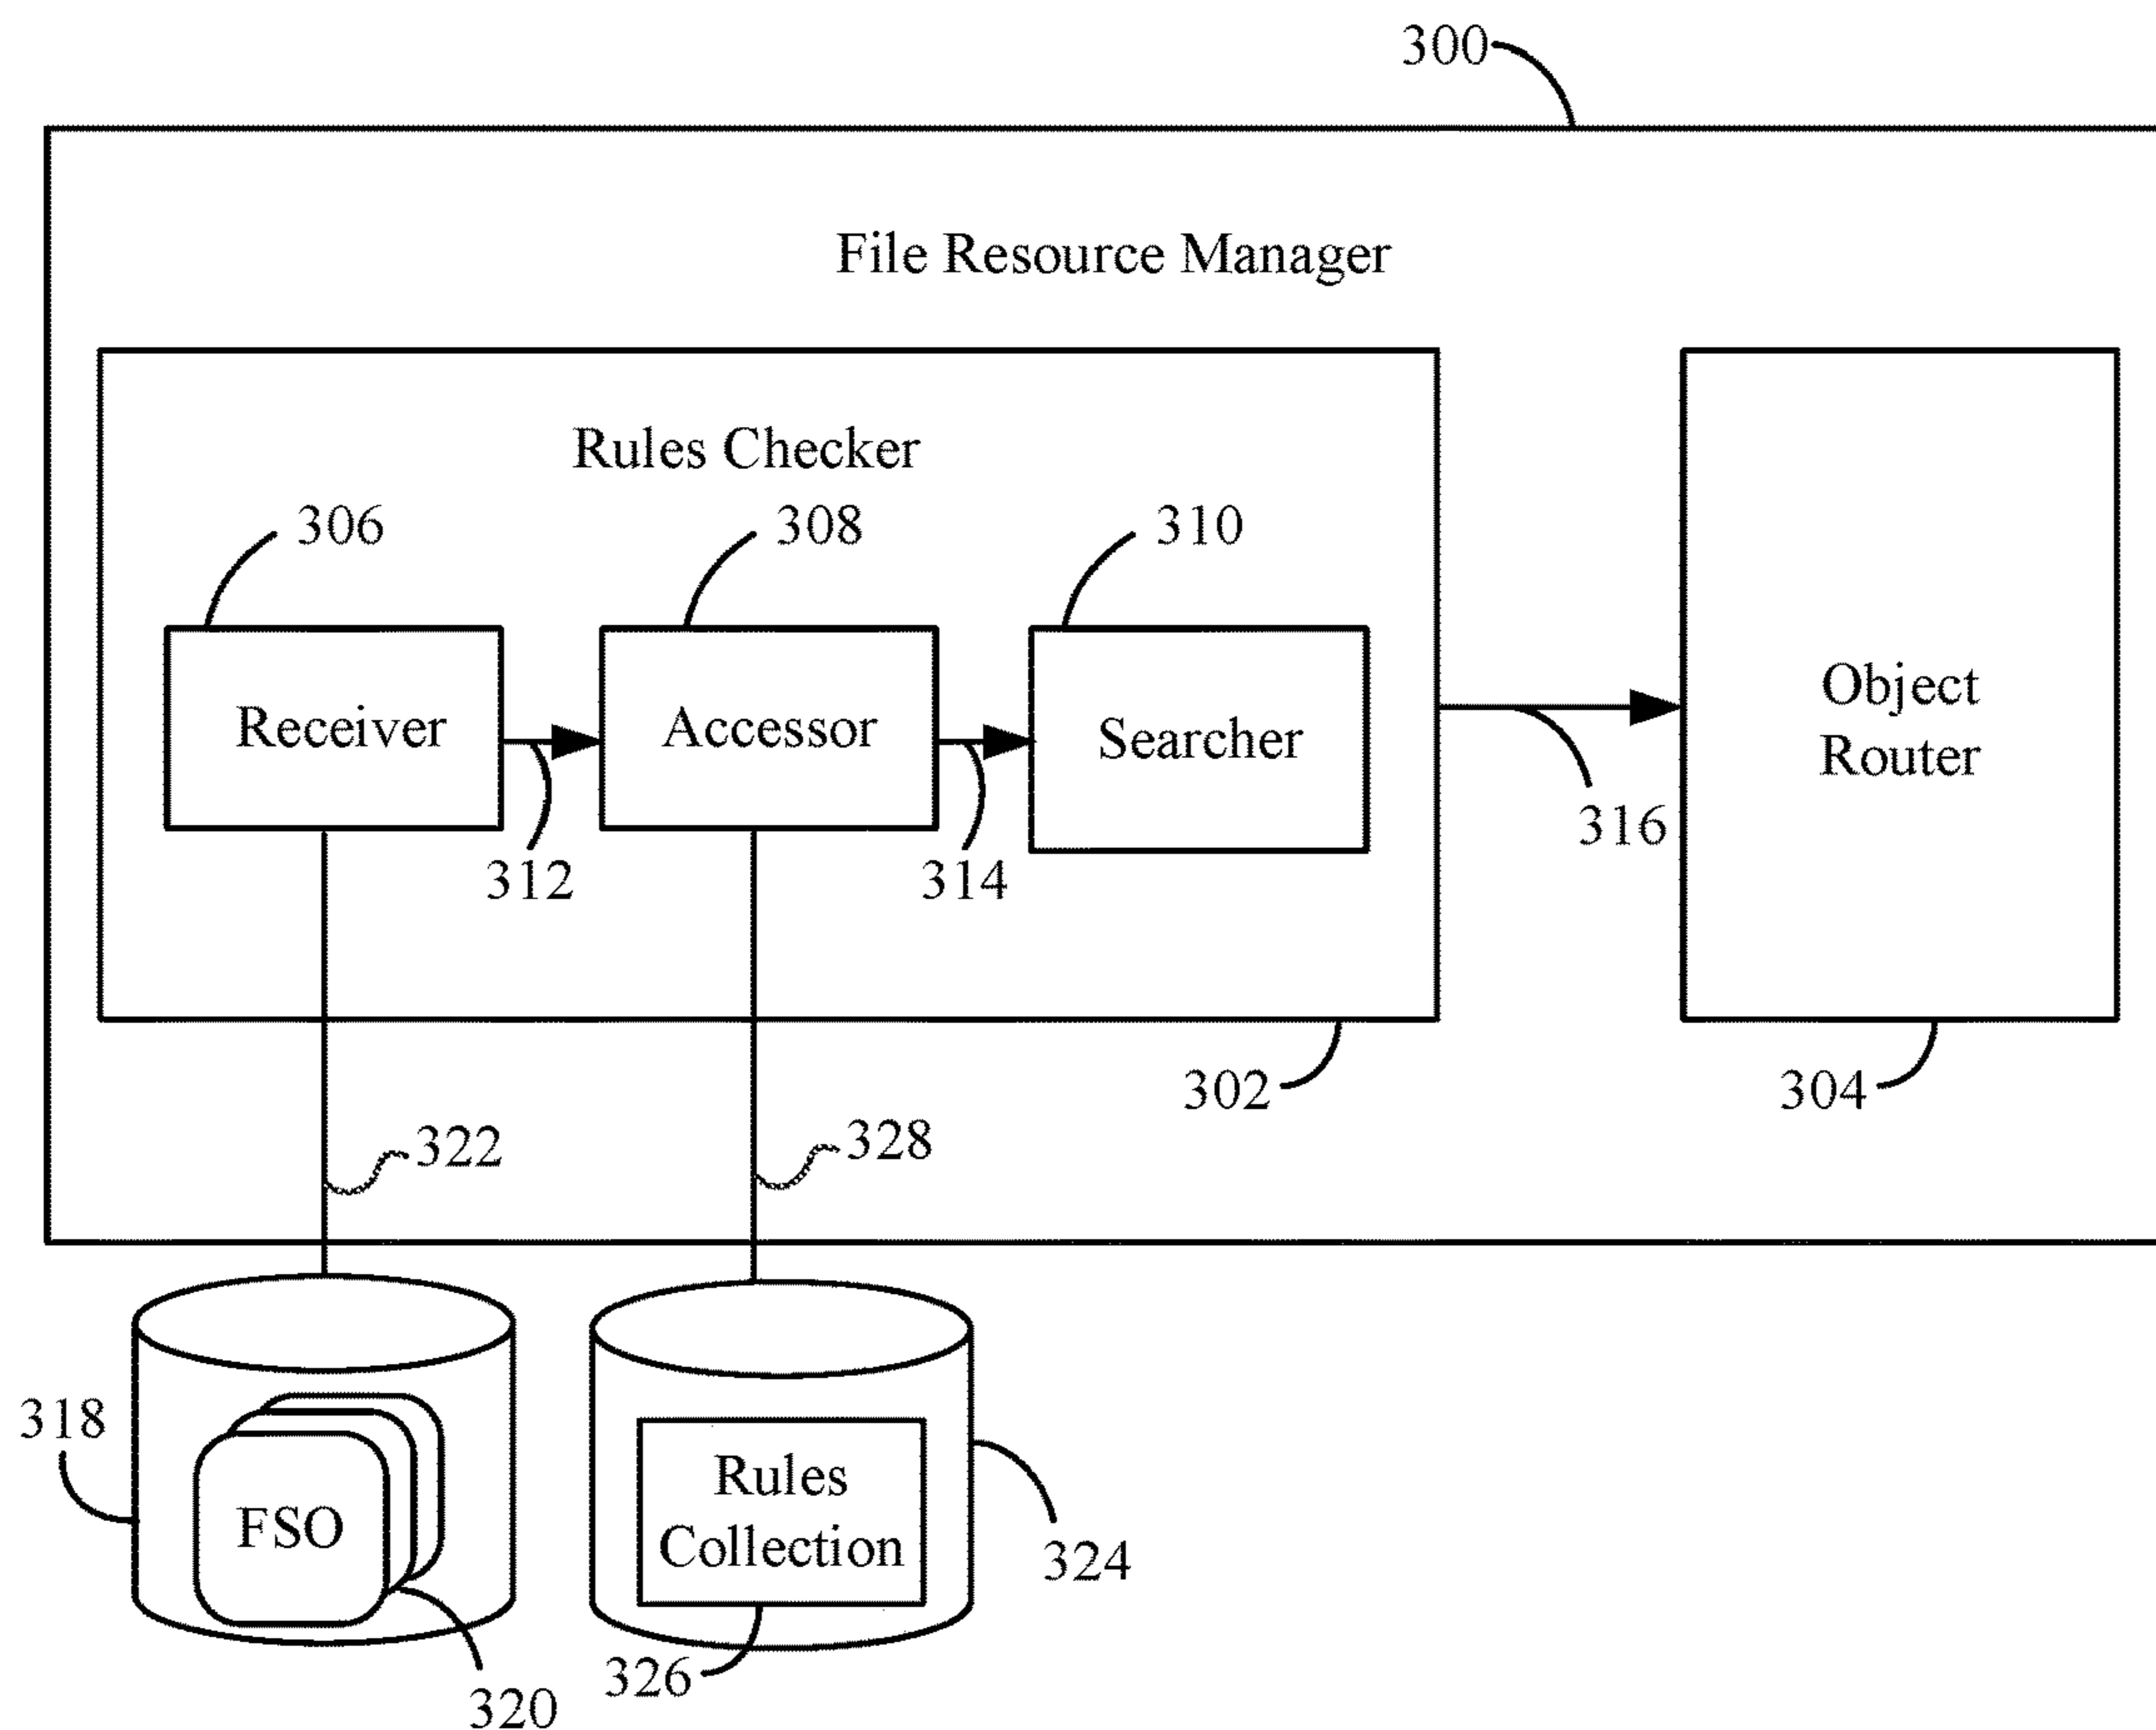 300
File Resource Manager
Rules Checker
306
308
310
Receiver
Accessor
Searcher
Object
Router
312
314
316
302
304
322
328
318
FSO
Rules
Collection
324
326
320